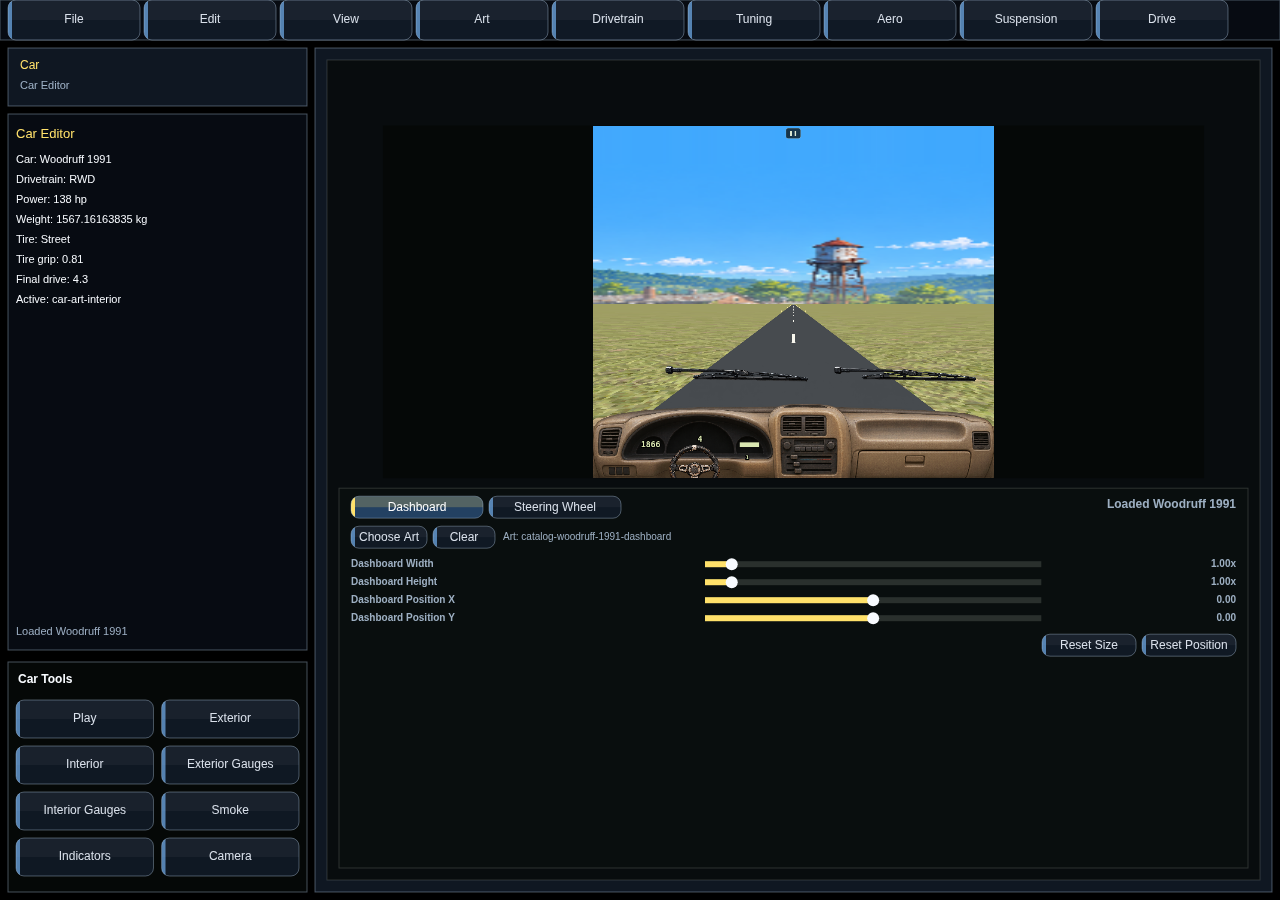 File Edit View Art Drivetrain Tuning Aero Suspension Drive
Car
Car Editor
Car Editor
Car: Woodruff 1991
Drivetrain: RWD
Power: 138 hp
Weight: 1567.16163835 kg
Tire: Street
Tire grip: 0.81
Final drive: 4.3
Active: car-art-interior
Loaded Woodruff 1991
Car Tools
Play Exterior
Interior Exterior Gauges
Interior Gauges Smoke
Indicators Camera
1866 4
Dashboard Steering Wheel Loaded Woodruff 1991
Choose Art Clear Art: catalog-woodruff-1991-dashboard
Dashboard Width 1.00x
Dashboard Height 1.00x
Dashboard Position X 0.00
Dashboard Position Y 0.00
Reset Size Reset Position